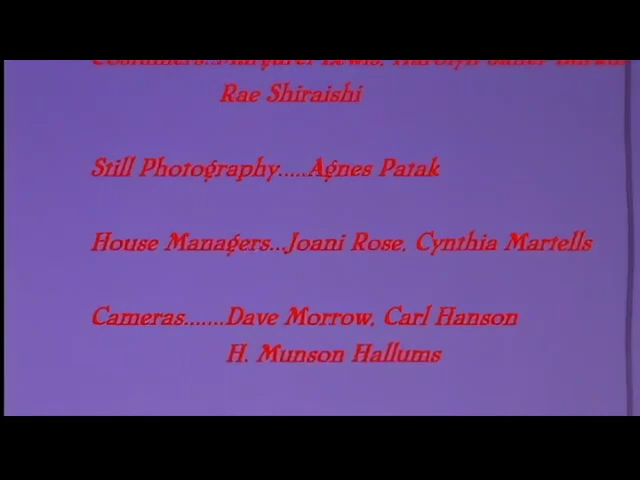 Rae Shiraishi
Still Photography.....Agnes Patak
House Managers...Joani Rose, Cynthia Martells
Cameras.......Dave Morrow, Carl Hanson
H. Munson Hallums